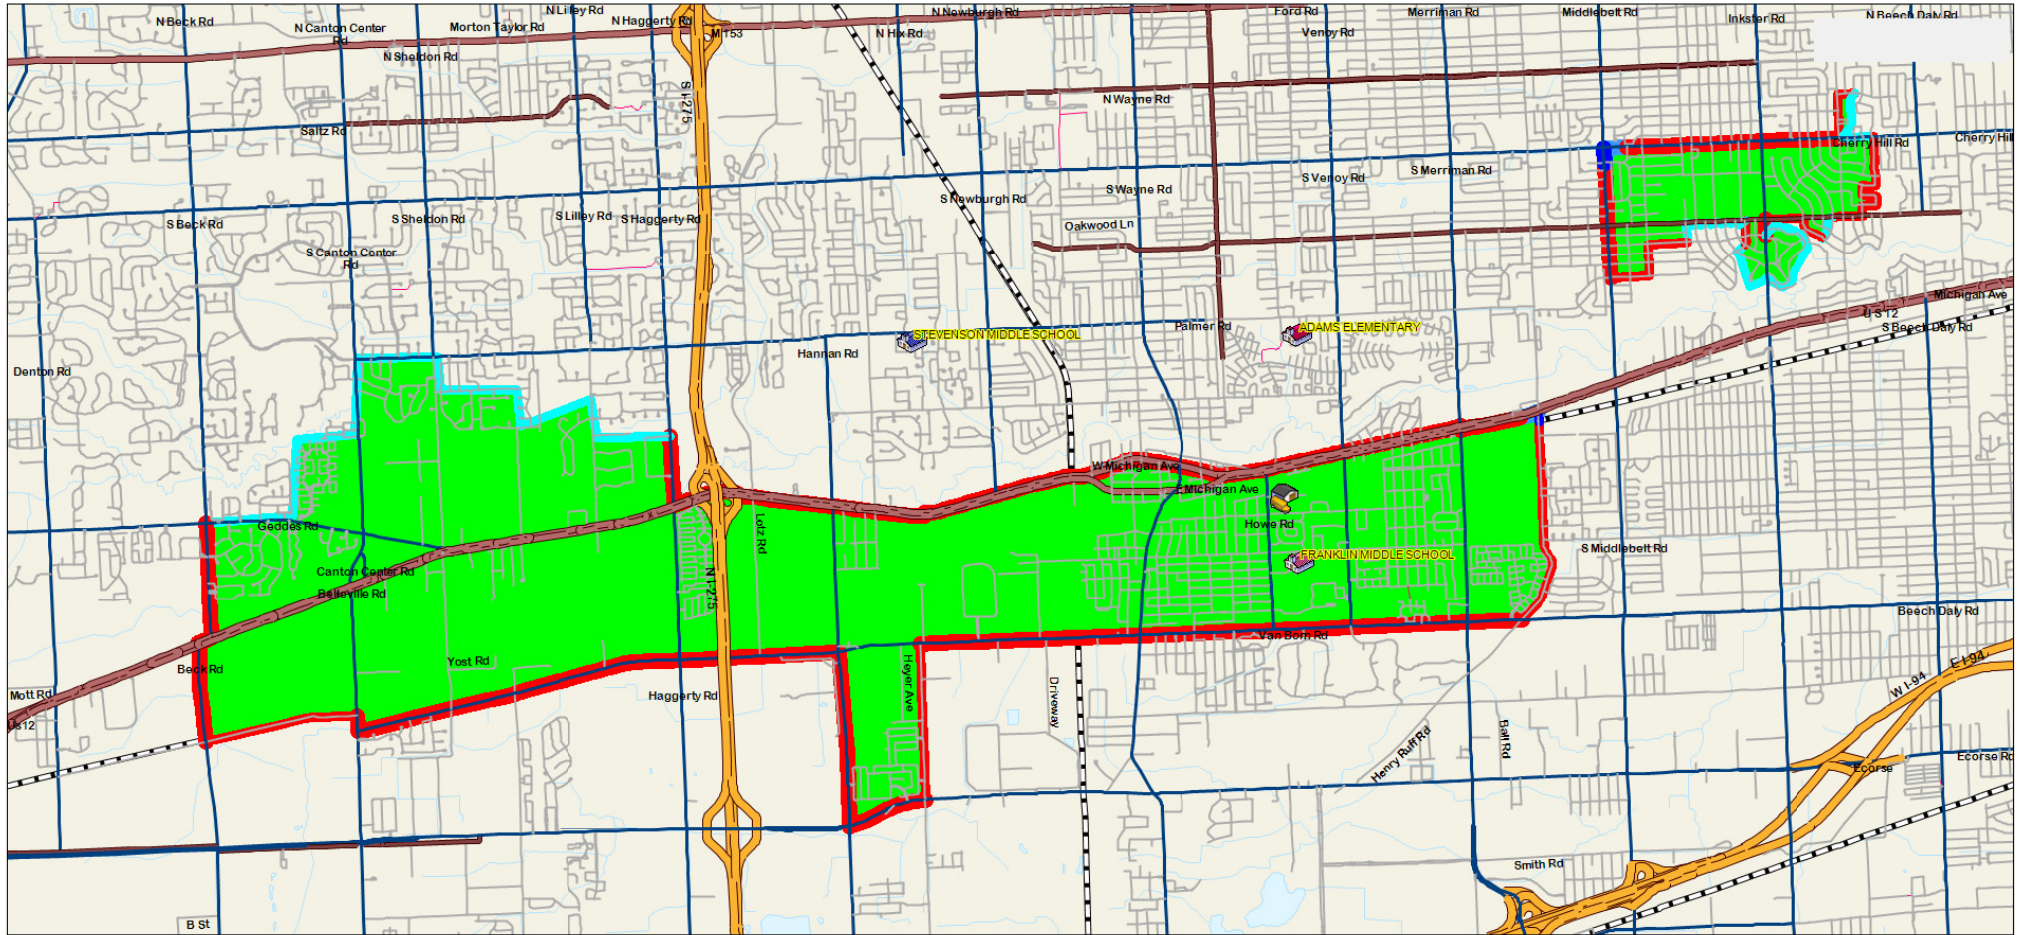 N Beck Rd
N Canton Center
Rd
Morton Taylor Rd
N Lilley Rd
N Haggerty Rd
M 153
N Hix Rd
N Newburgh Rd
Ford Rd
Venoy Rd
Merriman Rd
Middlebelt Rd
Inkster Rd
N Beech Daly Rd
N Sheldon Rd
S I-275
N Wayne Rd
Saltz Rd
Cherry Hill Rd
Cherry Hill
S Beck Rd
S Sheldon Rd
S Lilley Rd
S Haggerty Rd
S Newburgh Rd
S Wayne Rd
S Venoy Rd
S Merriman Rd
Oakwood Ln
S Canton Center
Rd
Michigan Ave
U S 12
S Beech Daly Rd
STEVENSON MIDDLE SCHOOL
ADAMS ELEMENTARY
Palmer Rd
Hannan Rd
Denton Rd
W Michigan Ave
E Michigan Ave
Geddes Rd
Lotz Rd
Howe Rd
FRANKLIN MIDDLE SCHOOL
S Middlebelt Rd
Canton Center Rd
Belleville Rd
N I-275
Beech Daly Rd
Van Born Rd
Beck Rd
Yost Rd
Haggerty Rd
Heyer Ave
Driveway
Mott Rd
US12
Henry Ruff Rd
Ball Rd
W I-94
E I-94
Ecorse
Ecorse Rd
Smith Rd
B St